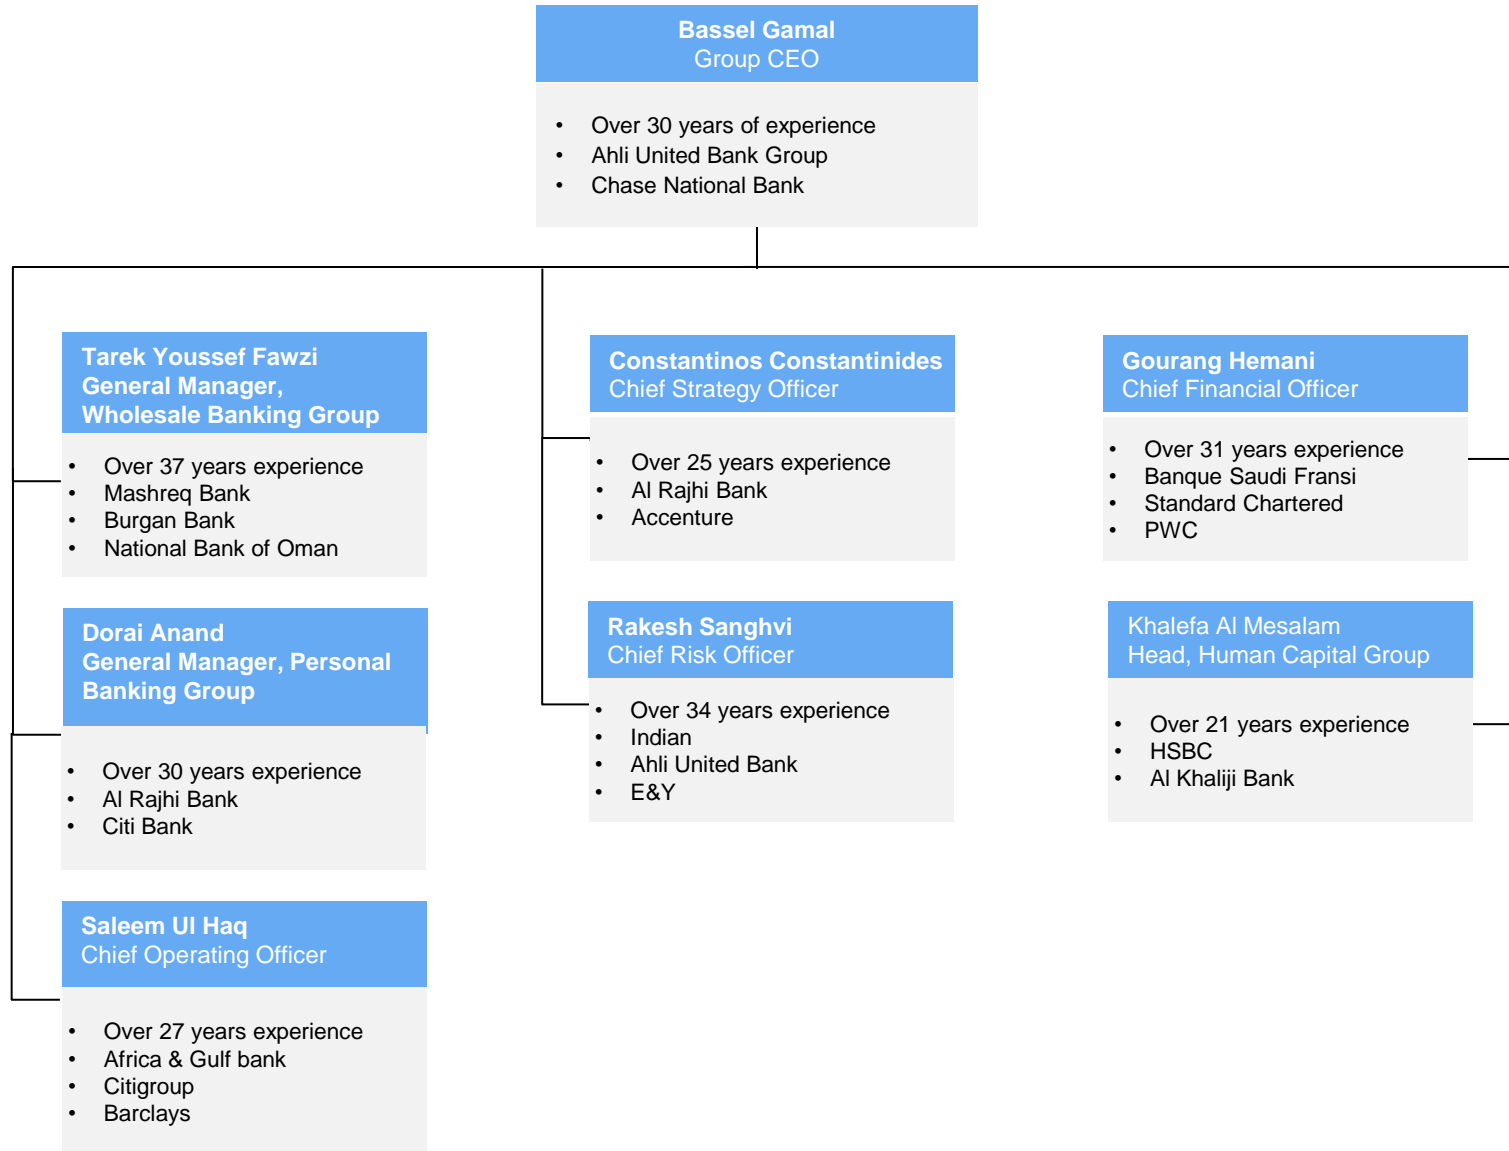 Bassel Gamal
Group CEO
• Over 30 years of experience
• Ahli United Bank Group
• Chase National Bank
Tarek Youssef Fawzi
General Manager,
Wholesale Banking Group
• Over 37 years experience
• Mashreq Bank
• Burgan Bank
• National Bank of Oman
Dorai Anand
General Manager, Personal
Banking Group
• Over 30 years experience
• Al Rajhi Bank
• Citi Bank
Saleem Ul Haq
Chief Operating Officer
• Over 27 years experience
• Africa & Gulf bank
• Citigroup
• Barclays
Constantinos Constantinides
Chief Strategy Officer
• Over 25 years experience
• Al Rajhi Bank
• Accenture
Rakesh Sanghvi
Chief Risk Officer
• Over 34 years experience
• Indian
• Ahli United Bank
• E&Y
Gourang Hemani
Chief Financial Officer
• Over 31 years experience
• Banque Saudi Fransi
• Standard Chartered
• PWC
Khalefa Al Mesalam
Head, Human Capital Group
• Over 21 years experience
• HSBC
• Al Khaliji Bank